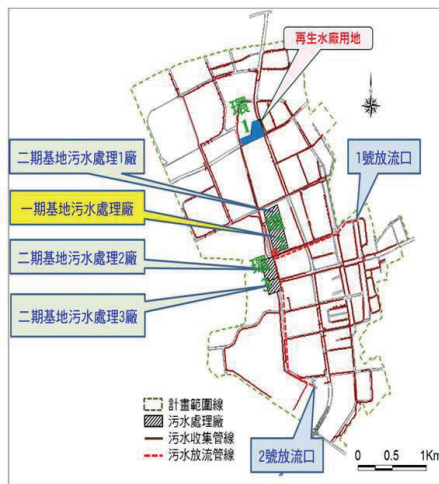 再生水廠用地
環
1
二期基地污水處理1廠
1號放流口
一期基地污水處理廠
二期基地污水處理2廠
環
二期基地污水處理3廠
計畫範圍線
污水處理廠
污水收集管線
污水放流管線
2號放流口
0 0.5 1Km